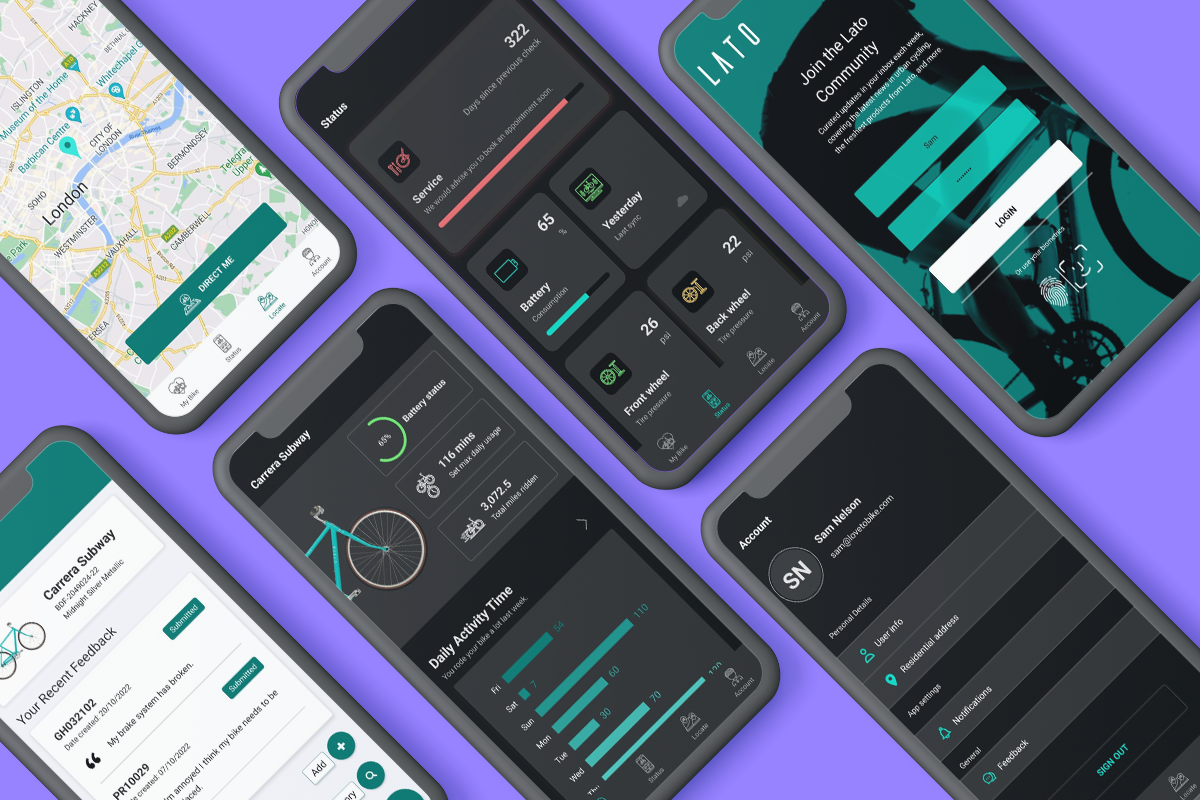 HACKNEY
ISLINGTON
Museum of the Home
Whitechapel G
Barbican Centre
CITY OF
LONDON
BERMONDSEY
SOHO
London
WESTMINSTER
VAUXHALL
CAMBERWELL
A3212
A202
DIRECT ME
My Bike
Status
Locate
Account
Status
322
Days since previous check
Service
We would advise you to book an appointment soon.
65
%
Battery
Consumption
Yesterday
Last sync
26
psi
Front wheel
Tire pressure
22
psi
Back wheel
Tire pressure
My Bike
Status
Locate
Account
LATO
Join the Lato
Community
Curated updates in your inbox each week,
covering the latest news in urban cycling,
the freshest products from Lato, and more.
Sam
........
LOGIN
Or use your biometrics
Carrera Subway
BDF-2049024-22
Midnight Silver Metallic
Your Recent Feedback
GH032102
Date created: 20/10/2022
Submitted
My brake system has broken.
PR10029
created: 07/10/2022
Submitted
m annoyed I think my bike needs to be
laced.
Add
Carrera Subway
65%
Battery status
116 mins
Set max daily usage
3,072.5
Total miles ridden
Daily Activity Time
You rode your bike a lot last week.
Fri
54
Sat
7
Sun
110
Mon
60
Tue
30
Wed
70
120
Status
Locate
Account
Account
SN
Sam Nelson
sam@lovetobike.com
Personal Details
User info
Residential address
App settings
Notifications
General
Feedback
SIGN OUT
Locate